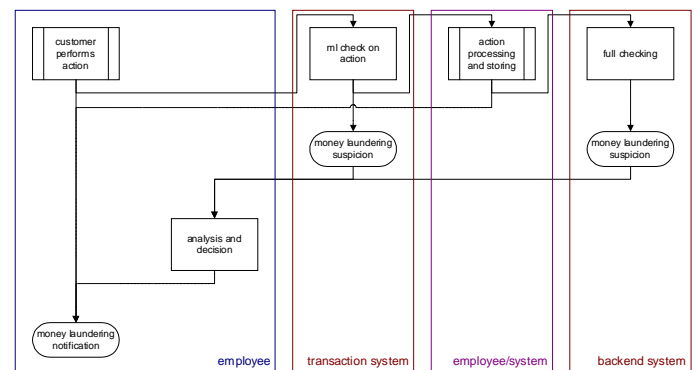 customer
performs
action
ml check on
action
action
processing
and storing
full checking
money laundering
suspicion
money laundering
suspicion
analysis and
decision
money laundering
notification
employee
transaction system
employee/system
backend system